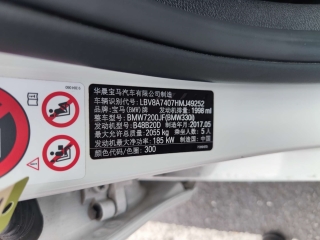 华晨宝马汽车有限公司制造
车辆识别代号: LBV8A7407HMJ49252
品牌: 宝马(BMW)牌 发动机排量: 1998 ml
整车型号: BMW7200JF(BMW330i)
发动机型号: B48B20D 制造年月: 2017.05
最大允许总质量: 2055 kg 乘坐人数: 5 人
发动机最大净功率: 185 kW 制造国: 中国
颜色代码/色差: 300